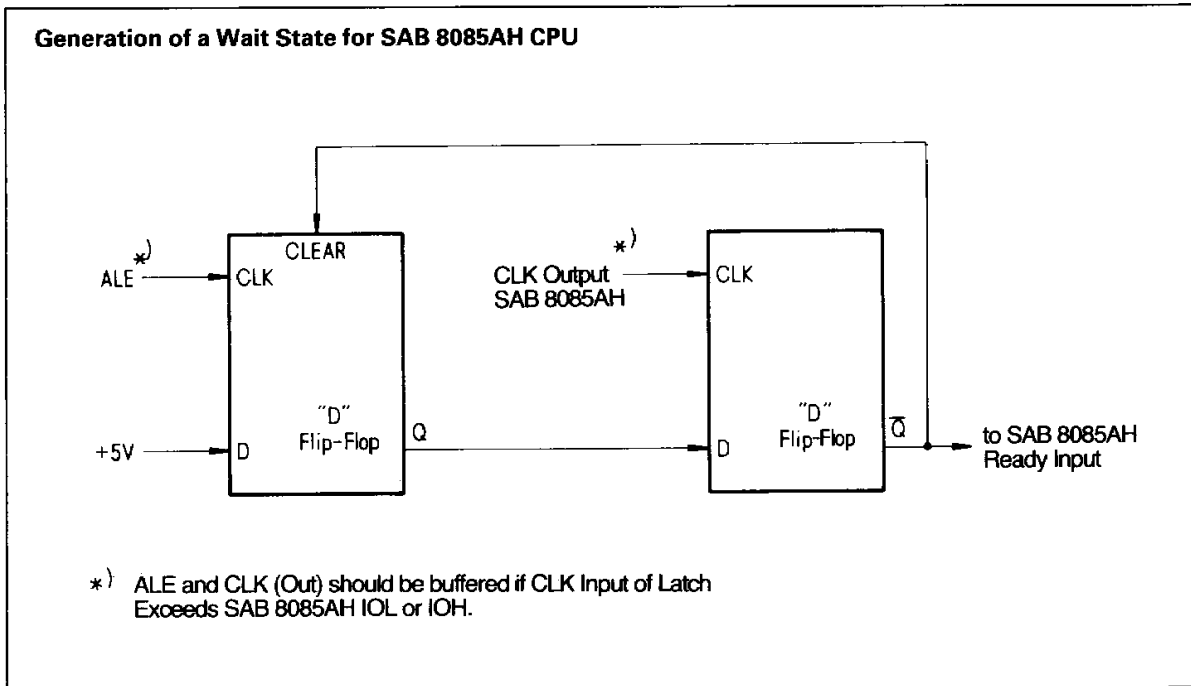 Generation of a Wait State for SAB 8085AH CPU
*)
ALE
CLEAR
CLK
"D"
Flip-Flop
+5V
D
Q
*)
CLK Output
SAB 8085AH
CLK
"D"
Flip-Flop
D
Q̅
to SAB 8085AH
Ready Input
*) ALE and CLK (Out) should be buffered if CLK Input of Latch
Exceeds SAB 8085AH IOL or IOH.